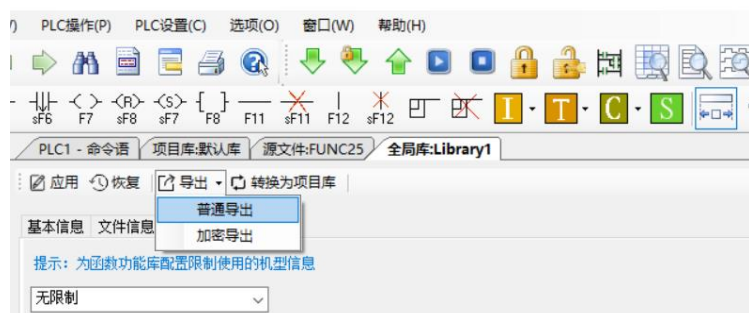 ) PLC操作(P) PLC设置(C) 选项(O) 窗口(W) 帮助(H)
sF6 F7 sF8 sF7 F8 F11 sF11 F12 sF12 I T C S
PLC1 - 命令语 项目库:默认库 源文件:FUNC25 全局库:Library1
应用 恢复 导出 转换为项目库
普通导出
基本信息 文件信息
加密导出
提示：为函数功能库配置限制使用的机型信息
无限制